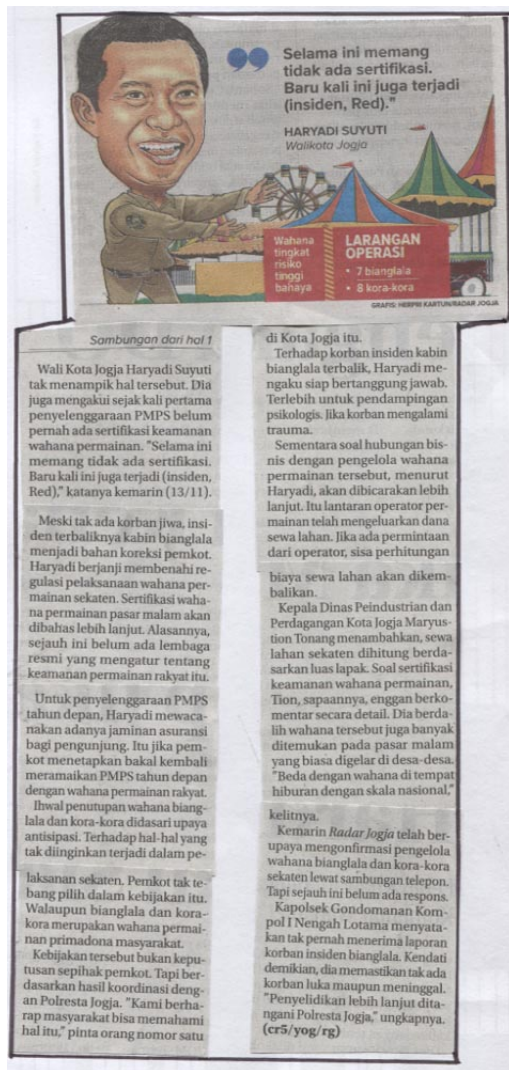 Selama ini memang
tidak ada sertifikasi.
Baru kali ini juga terjadi
(insiden, Red)."
HARYADI SUYUTI
Walikota Jogja
Wahana
tingkat
risiko
tinggi
bahaya
LARANGAN
OPERASI
• 7 bianglala
• 8 kora-kora
GRAFIS: HERPRI KARTUN/RADAR JOGJA
Sambungan dari hal 1
Wali Kota Jogja Haryadi Suyuti
tak menampik hal tersebut. Dia
juga mengakui sejak kali pertama
penyelenggaraan PMPS belum
pernah ada sertifikasi keamanan
wahana permainan. "Selama ini
memang tidak ada sertifikasi.
Baru kali ini juga terjadi (insiden,
Red)," katanya kemarin (13/11).
Meski tak ada korban jiwa, insi-
den terbaliknya kabin bianglala
menjadi bahan koreksi pemkot.
Haryadi berjanji membenahi re-
gulasi pelaksanaan wahana per-
mainan sekaten. Sertifikasi waha-
na permainan pasar malam akan
dibahas lebih lanjut. Alasannya,
sejauh ini belum ada lembaga
resmi yang mengatur tentang
keamanan permainan rakyat itu.
Untuk penyelenggaraan PMPS
tahun depan, Haryadi mewaca-
nakan adanya jaminan asuransi
bagi pengunjung. Itu jika pem-
kot menetapkan bakal kembali
meramaikan PMPS tahun depan
dengan wahana permainan rakyat.
Ihwal penutupan wahana biang-
lala dan kora-kora didasari upaya
antisipasi. Terhadap hal-hal yang
tak diinginkan terjadi dalam pe-
laksanaan sekaten. Pemkot tak te-
bang pilih dalam kebijakan itu.
Walaupun bianglala dan kora-
kora merupakan wahana permai-
nan primadona masyarakat.
Kebijakan tersebut bukan kepu-
tusan sepihak pemkot. Tapi ber-
dasarkan hasil koordinasi deng-
an Polresta Jogja. "Kami berha-
rap masyarakat bisa memahami
hal itu," pinta orang nomor satu
di Kota Jogja itu.
Terhadap korban insiden kabin
bianglala terbalik, Haryadi me-
ngaku siap bertanggung jawab.
Terlebih untuk pendampingan
psikologis. Jika korban mengalami
trauma.
Sementara soal hubungan bis-
nis dengan pengelola wahana
permainan tersebut, menurut
Haryadi, akan dibicarakan lebih
lanjut. Itu lantaran operator per-
mainan telah mengeluarkan dana
sewa lahan. Jika ada permintaan
dari operator, sisa perhitungan
biaya sewa lahan akan dikem-
balikan.
Kepala Dinas Peindustrian dan
Perdagangan Kota Jogja Maryus-
tion Tonang menambahkan, sewa
lahan sekaten dihitung berda-
sarkan luas lapak. Soal sertifikasi
keamanan wahana permainan,
Tion, sapaannya, enggan berko-
mentar secara detail. Dia berda-
lih wahana tersebut juga banyak
ditemukan pada pasar malam
yang biasa digelar di desa-desa.
"Beda dengan wahana di tempat
hiburan dengan skala nasional,"
kelitnya.
Kemarin Radar Jogja telah ber-
upaya mengonfirmasi pengelola
wahana bianglala dan kora-kora
sekaten lewat sambungan telepon.
Tapi sejauh ini belum ada respons.
Kapolsek Gondomanan Kom-
pol I Nengah Lotama menyata-
kan tak pernah menerima laporan
korban insiden bianglala. Kendati
demikian, dia memastikan tak ada
korban luka maupun meninggal.
"Penyelidikan lebih lanjut dita-
ngani Polresta Jogja," ungkapnya.
(cr5/yog/rg)